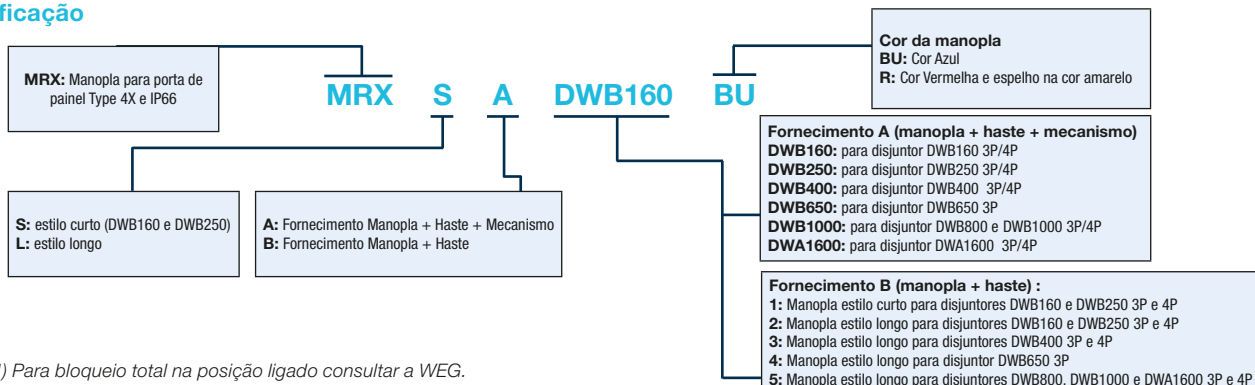 ficação
MRX: Manopla para porta de
painel Type 4X e IP66
MRX S A DWB160 BU
Cor da manopla
BU: Cor Azul
R: Cor Vermelha e espelho na cor amarelo
S: estilo curto (DWB160 e DWB250)
L: estilo longo
A: Fornecimento Manopla + Haste + Mecanismo
B: Fornecimento Manopla + Haste
Fornecimento A (manopla + haste + mecanismo)
DWB160: para disjuntor DWB160 3P/4P
DWB250: para disjuntor DWB250 3P/4P
DWB400: para disjuntor DWB400 3P/4P
DWB650: para disjuntor DWB650 3P
DWB1000: para disjuntor DWB800 e DWB1000 3P/4P
DWA1600: para disjuntor DWA1600 3P/4P
Fornecimento B (manopla + haste) :
1: Manopla estilo curto para disjuntores DWB160 e DWB250 3P e 4P
2: Manopla estilo longo para disjuntores DWB160 e DWB250 3P e 4P
3: Manopla estilo longo para disjuntores DWB400 3P e 4P
4: Manopla estilo longo para disjuntor DWB650 3P
5: Manopla estilo longo para disjuntores DWB800, DWB1000 e DWA1600 3P e 4P
) Para bloqueio total na posição ligado consultar a WEG.